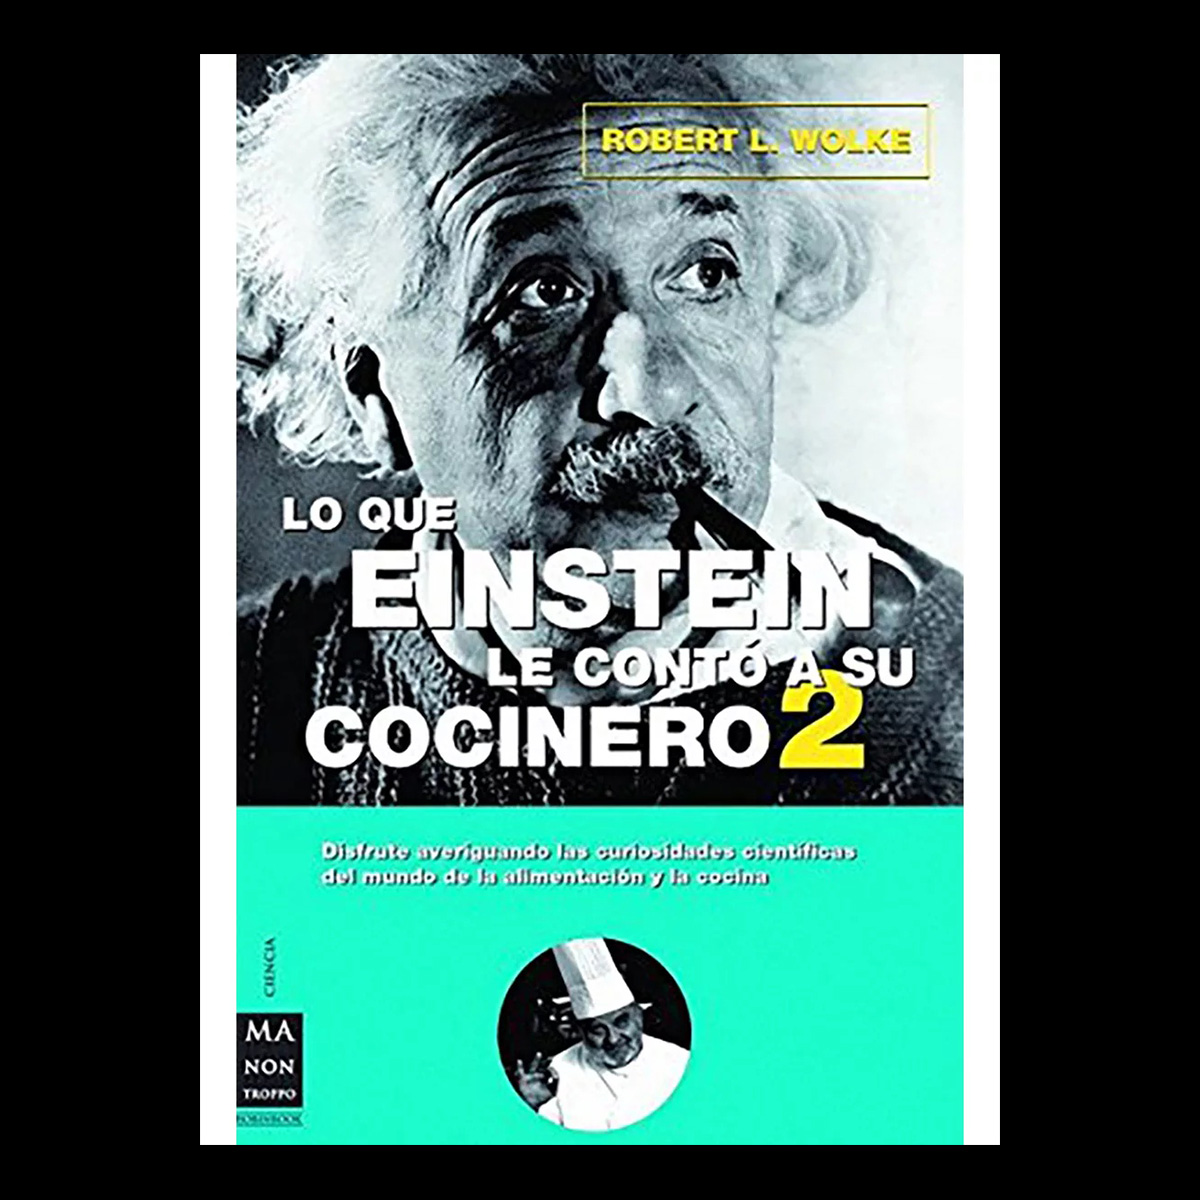 ROBERT L. WOLKE
LO QUE
EINSTEIN
LE CONTÓ A SU
COCINERO 2
Disfrute averiguando las curiosidades científicas
del mundo de la alimentación y la cocina
CIENCIA
MA
NON
TROPPO
ROBINBOOK